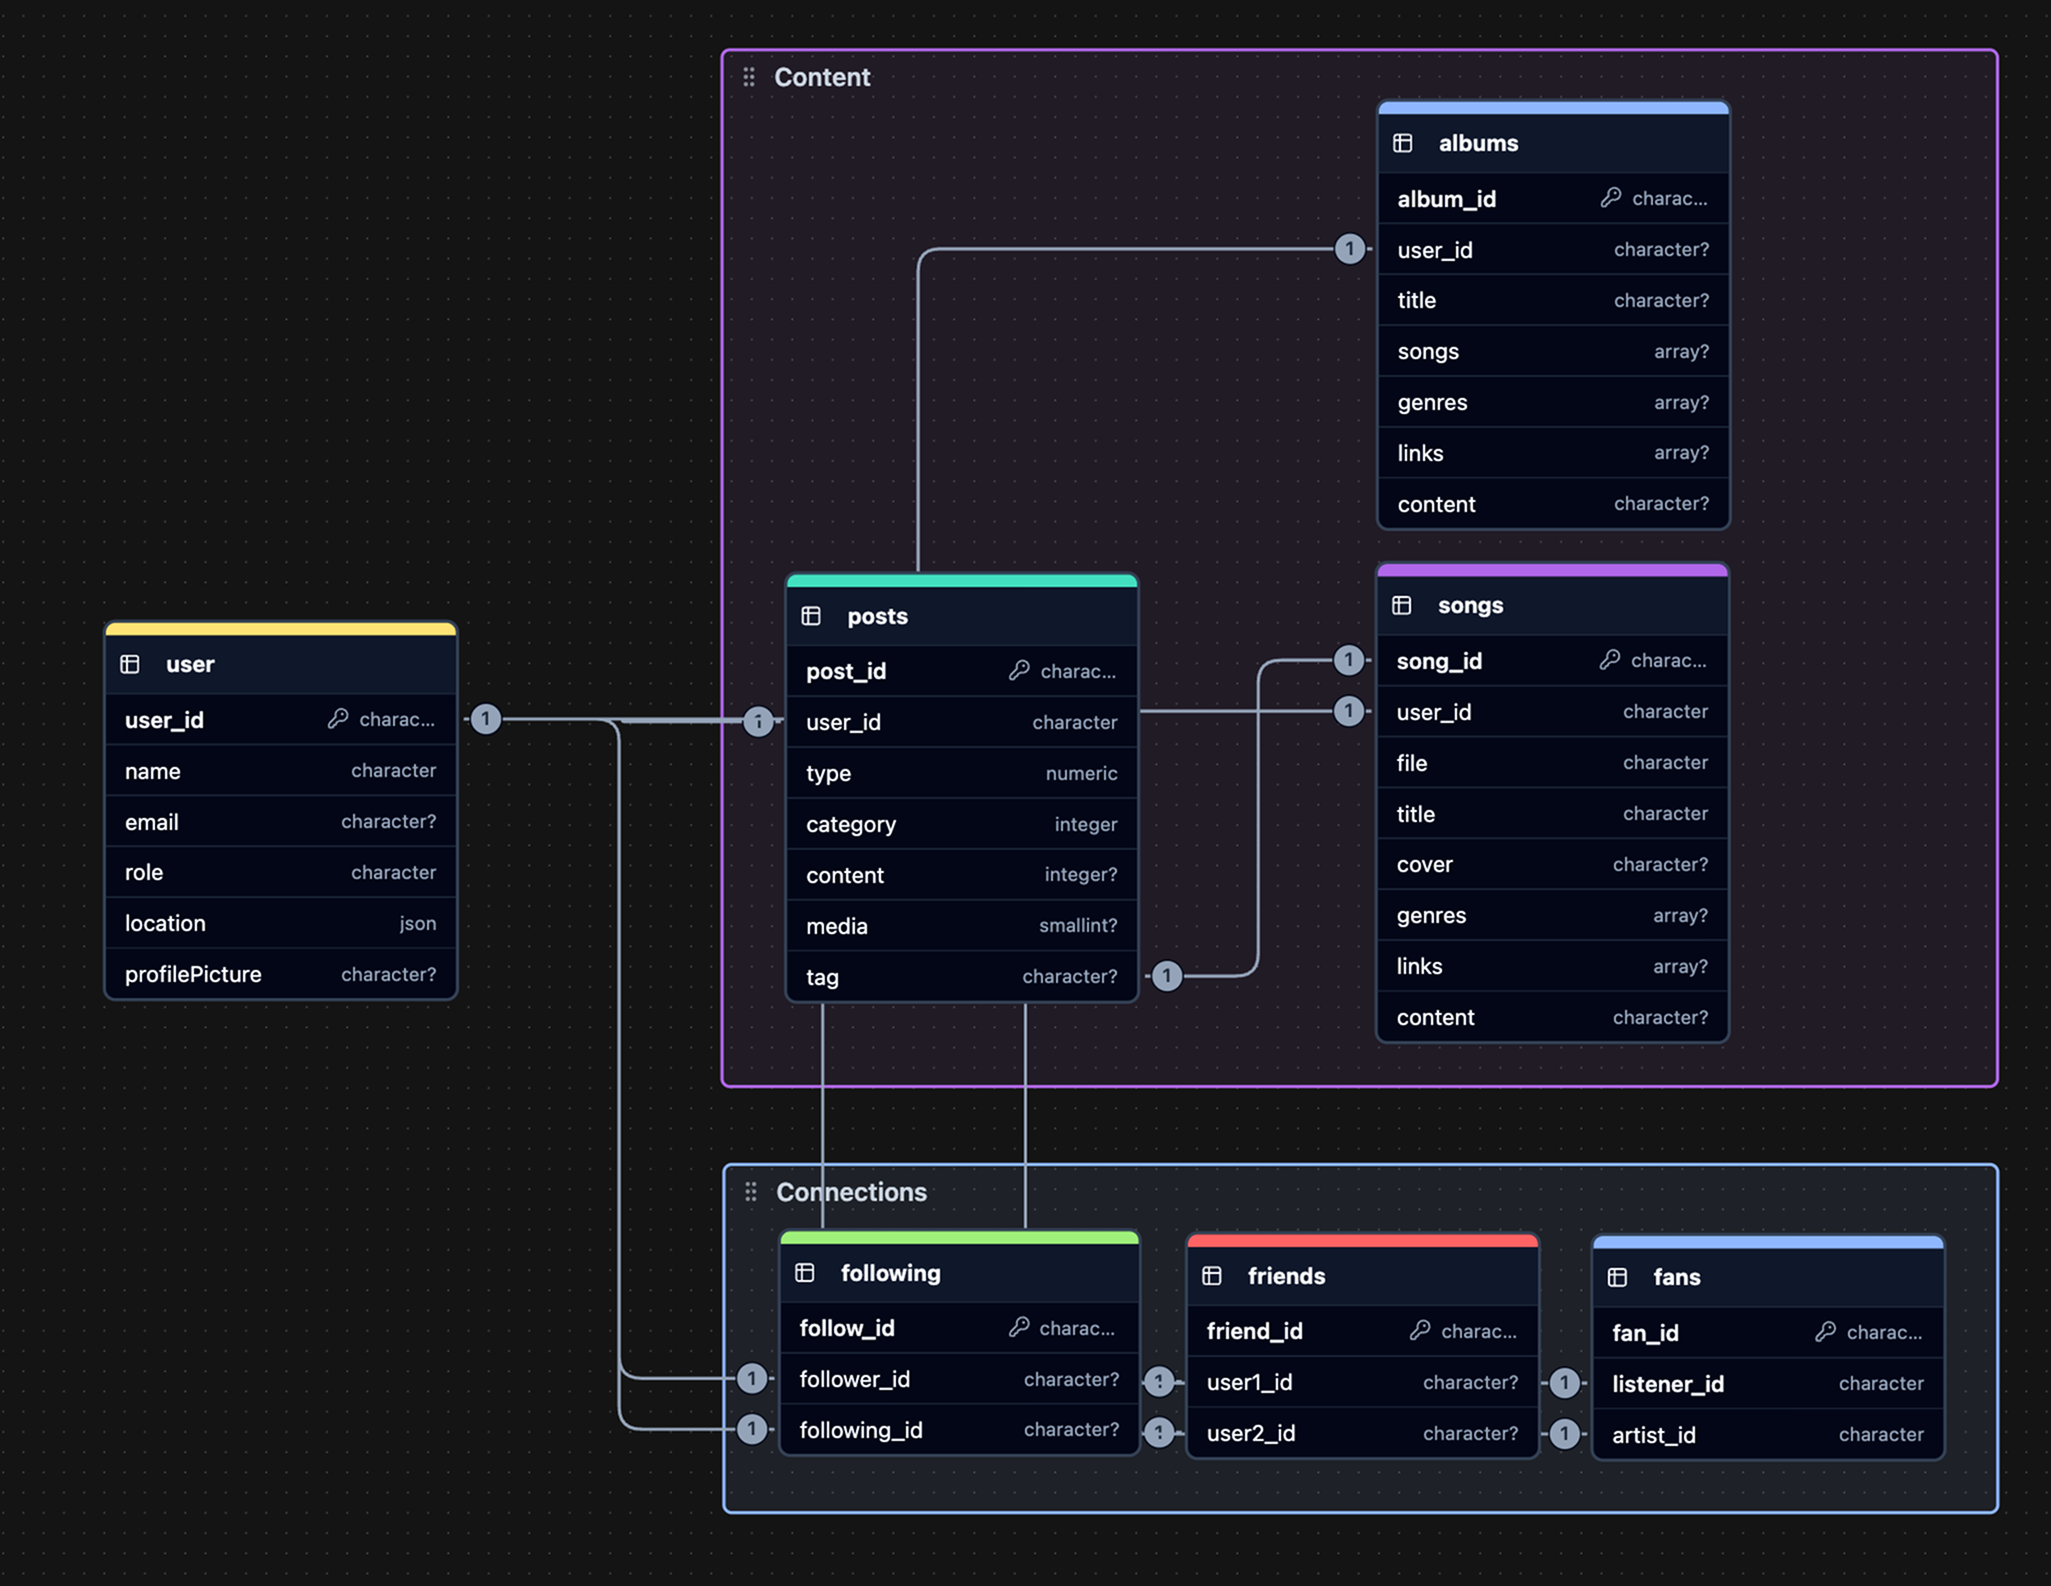 Content
albums
album_id charac...
user_id character?
title character?
songs array?
genres array?
links array?
content character?
1
posts
post_id charac...
user_id character
type numeric
category integer
content integer?
media smallint?
tag character?
1
songs
song_id charac...
user_id character
file character
title character
cover character?
genres array?
links array?
content character?
1
1
user
user_id charac...
name character
email character?
role character
location json
profilePicture character?
1
Connections
following
follow_id charac...
follower_id character?
following_id character?
1
1
friends
friend_id charac...
user1_id character?
user2_id character?
fans
fan_id charac...
listener_id character
artist_id character
1
1